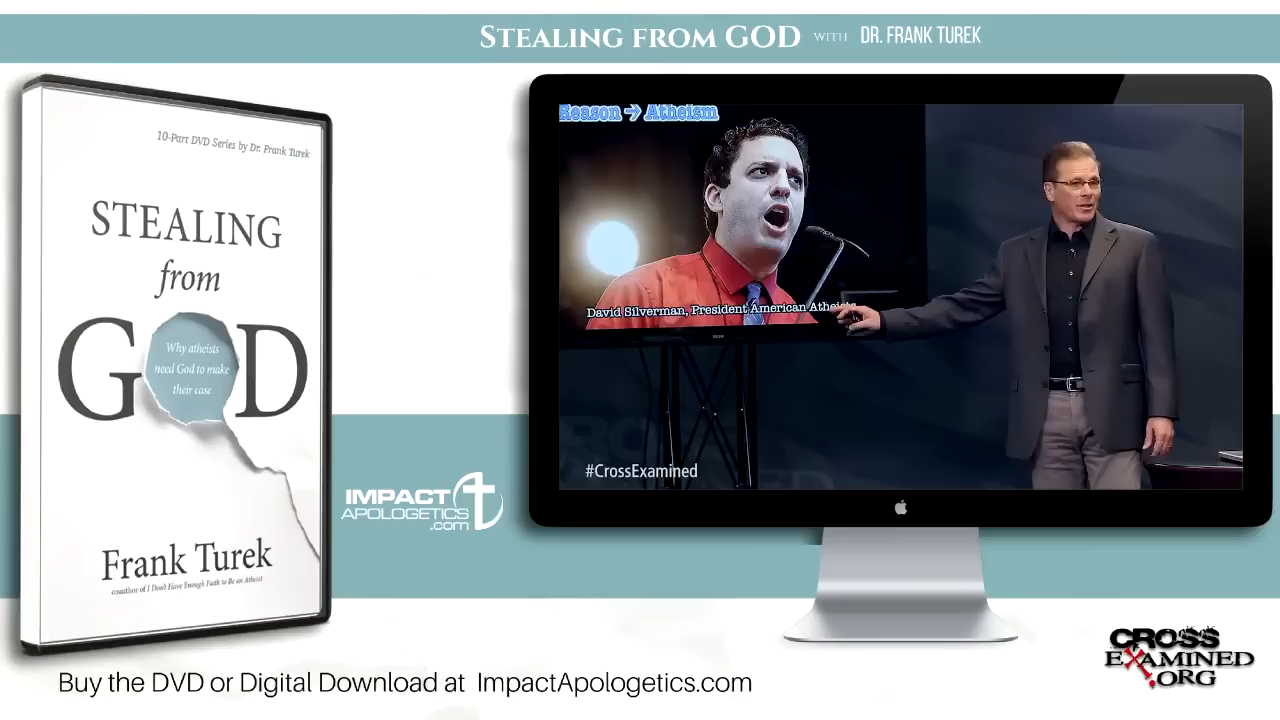 STEALING FROM GOD WITH DR. FRANK TUREK
10-Part DVD Series by Dr. Frank Turek
STEALING
from
GOD
Why atheists
need God to make
their case
Frank Turek
coauthor of I Don't Have Enough Faith to Be an Atheist
IMPACT
APOLOGETICS
.com
Reason → Atheism
David Silverman, President American Atheists
#CrossExamined
CROSS
EXAMINED
.ORG
Buy the DVD or Digital Download at ImpactApologetics.com